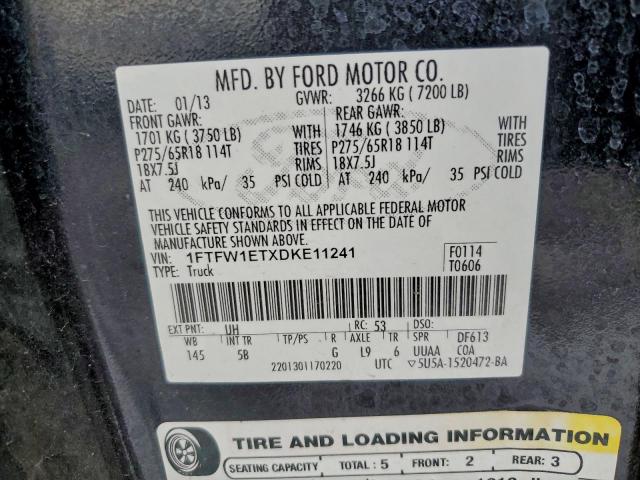 MFD. BY FORD MOTOR CO.
DATE: 01/13 GVWR: 3266 KG ( 7200 LB)
FRONT GAWR: REAR GAWR:
1701 KG ( 3750 LB) WITH 1746 KG ( 3850 LB) WITH
P275/65R18 114T TIRES P275/65R18 114T TIRES
18X7.5J RIMS 18X7.5J RIMS
AT 240 kPa/ 35 PSI COLD AT 240 kPa/ 35 PSI COLD
THIS VEHICLE CONFORMS TO ALL APPLICABLE FEDERAL MOTOR
VEHICLE SAFETY STANDARDS IN EFFECT ON THE DATE OF
MANUFACTURE SHOWN ABOVE.
VIN: 1FTFW1ETXDKE11241 F0114
TYPE: Truck T0606
EXT PNT: UH RC: 53 DSO:
WB INT TR TP/PS R AXLE TR SPR DF613
145 5B G L9 6 UUAA COA
2201301170220 UTC ▽5U5A-1520472-BA
TIRE AND LOADING INFORMATION
SEATING CAPACITY TOTAL : 5 FRONT: 2 REAR: 3